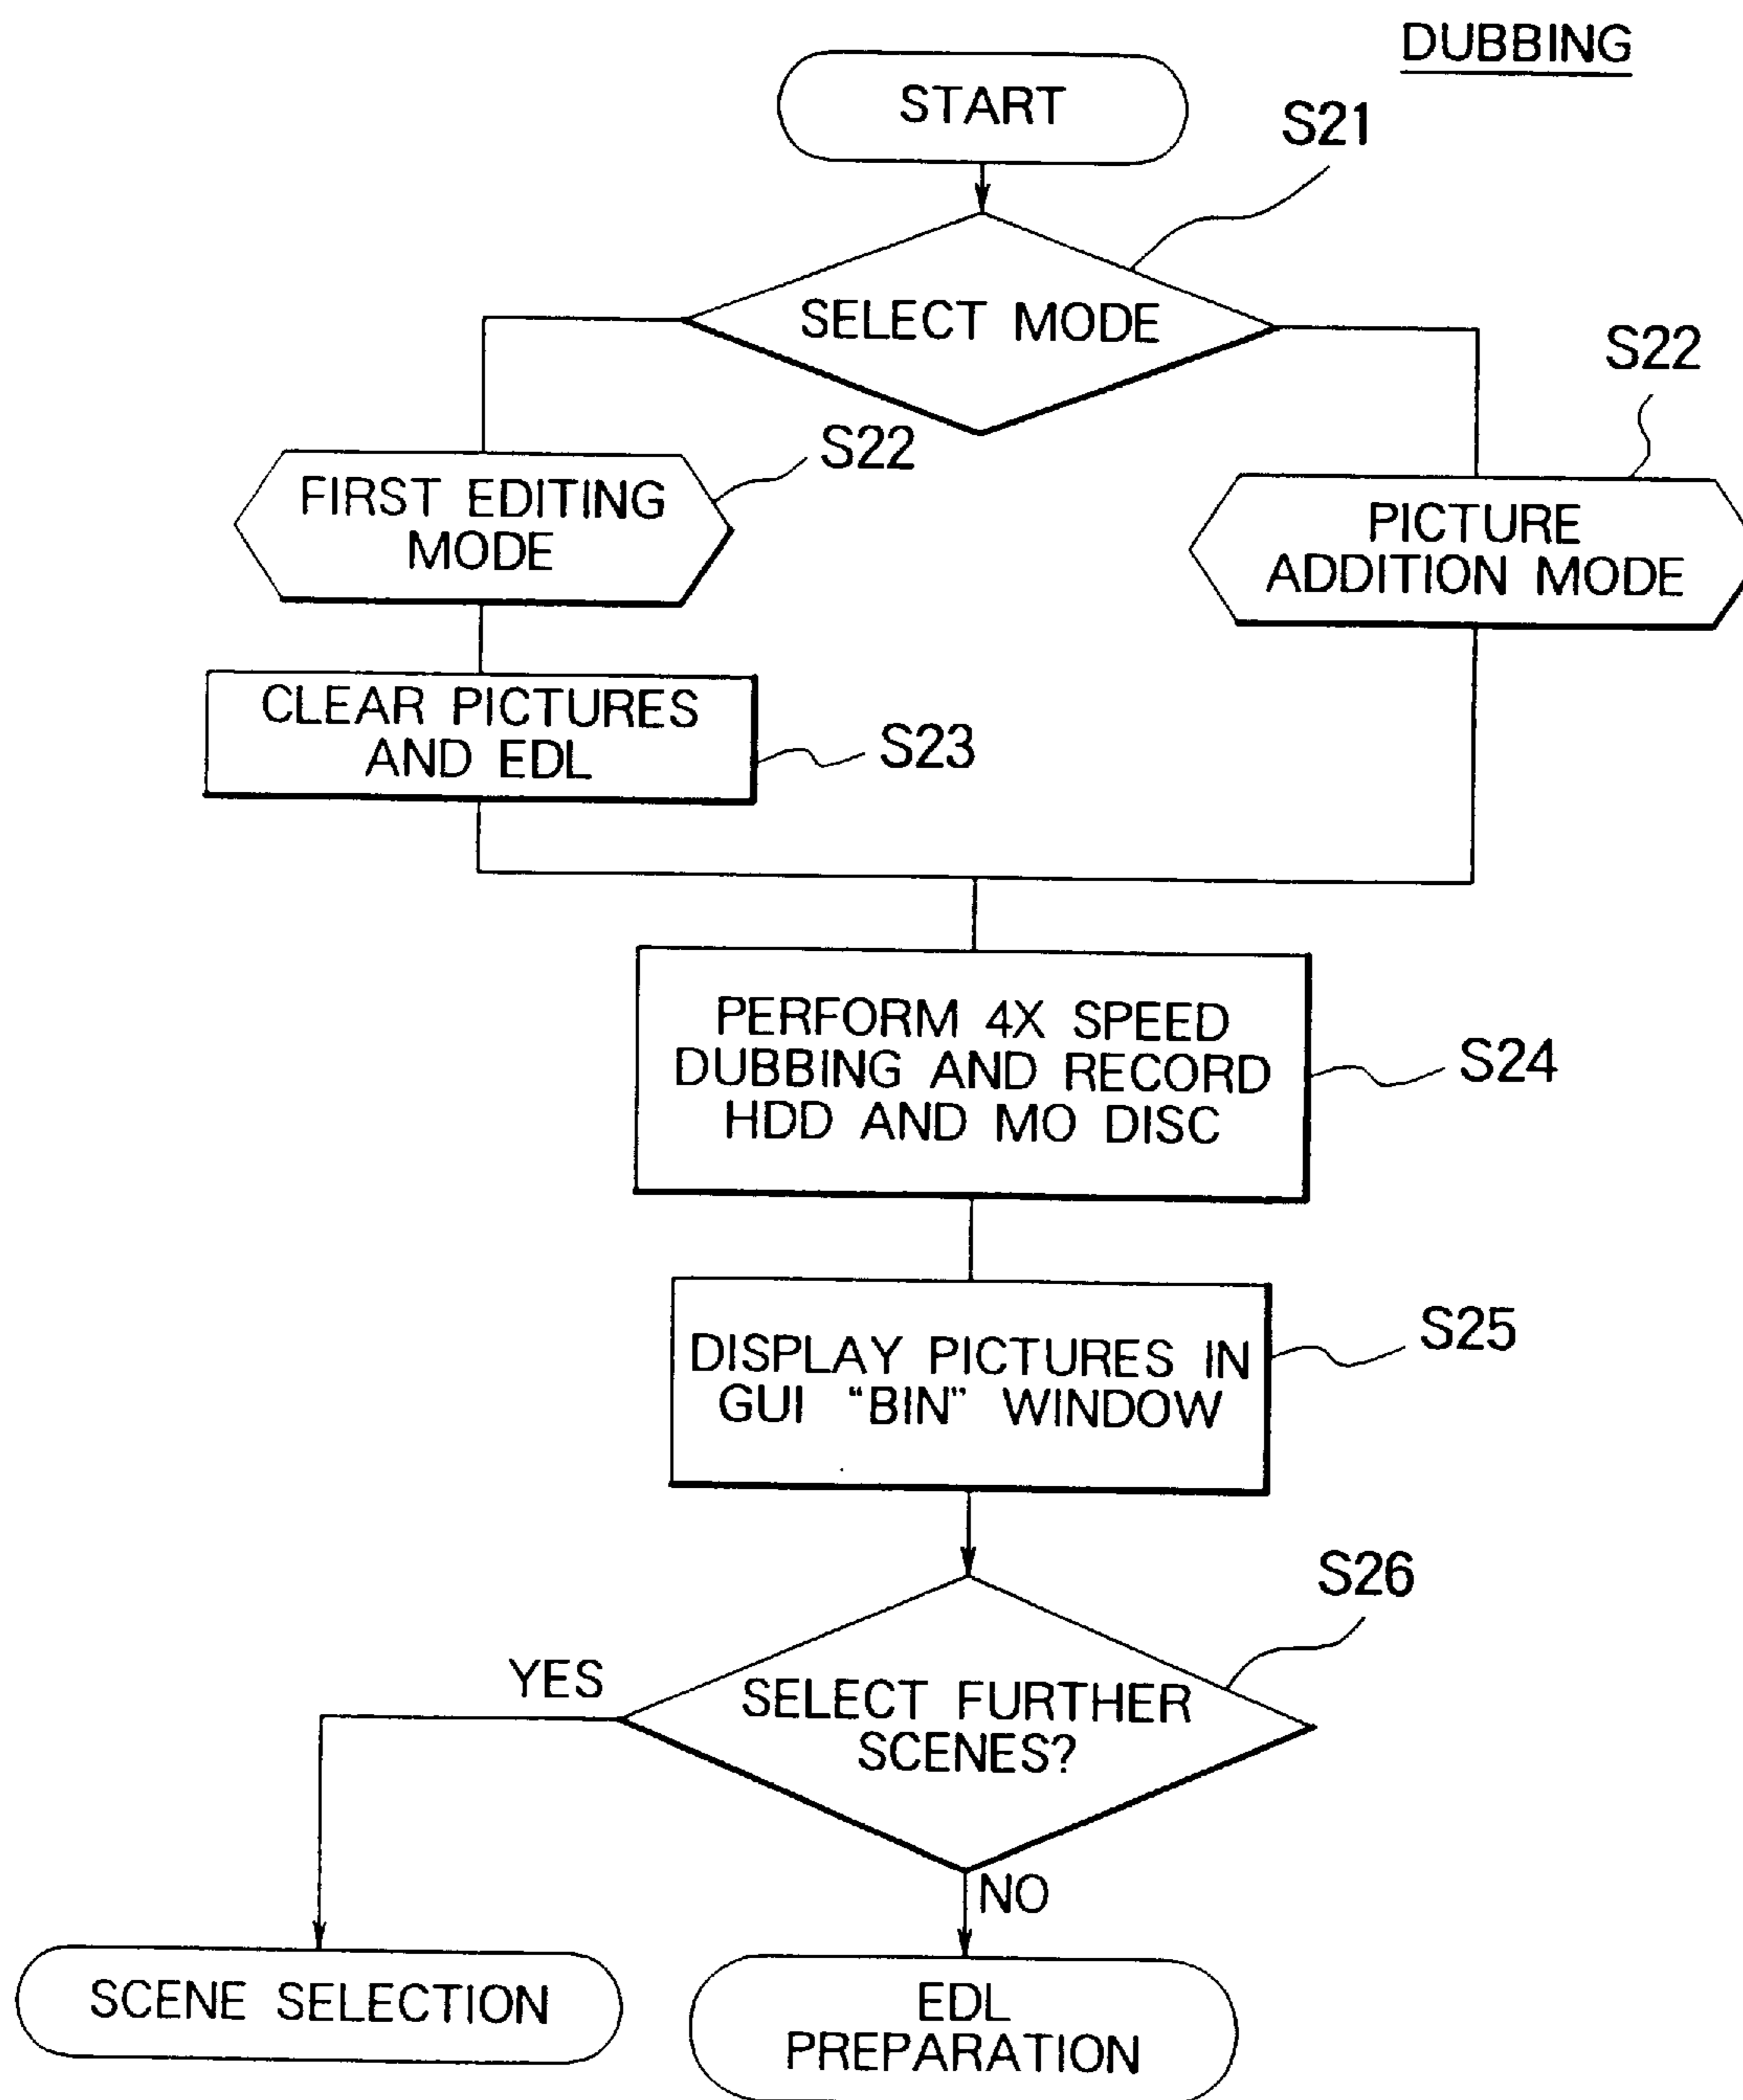 DUBBING
START
S21
SELECT MODE
S22
S22
FIRST EDITING
MODE
PICTURE
ADDITION MODE
CLEAR PICTURES
AND EDL
S23
PERFORM 4X SPEED
DUBBING AND RECORD
HDD AND MO DISC
S24
DISPLAY PICTURES IN
GUI “BIN” WINDOW
S25
S26
YES
SELECT FURTHER
SCENES?
NO
SCENE SELECTION
EDL
PREPARATION